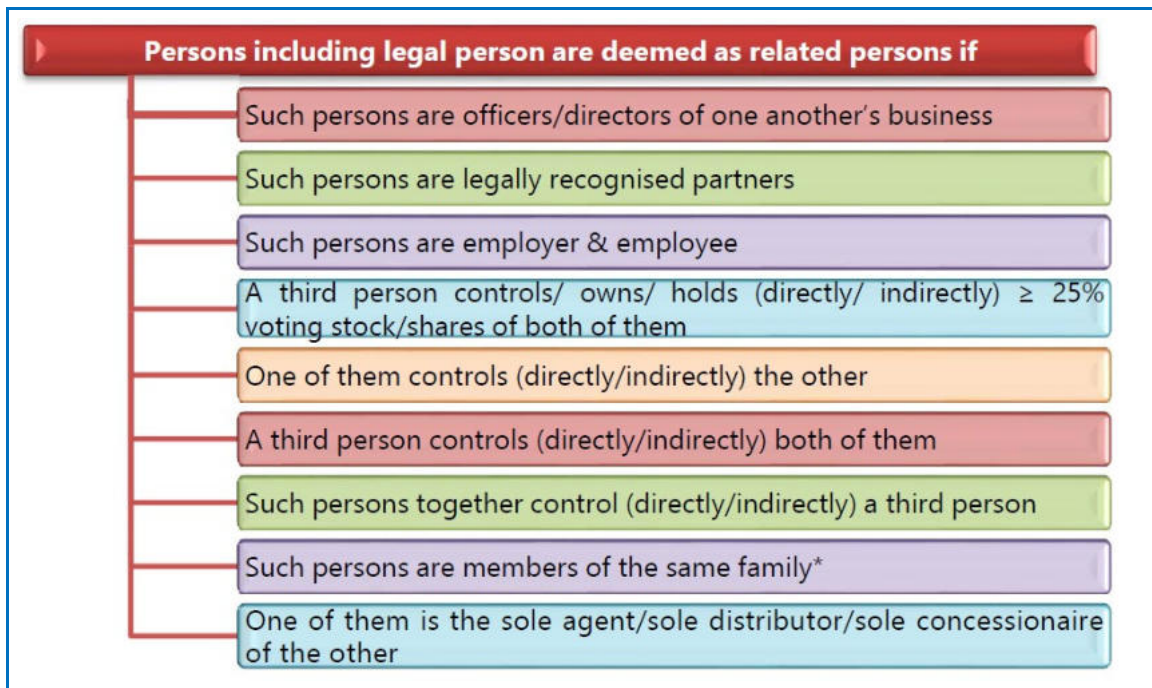 Persons including legal person are deemed as related persons if
Such persons are officers/directors of one another's business
Such persons are legally recognised partners
Such persons are employer & employee
A third person controls/ owns/ holds (directly/ indirectly) ≥ 25%
voting stock/shares of both of them
One of them controls (directly/indirectly) the other
A third person controls (directly/indirectly) both of them
Such persons together control (directly/indirectly) a third person
Such persons are members of the same family*
One of them is the sole agent/sole distributor/sole concessionaire
of the other